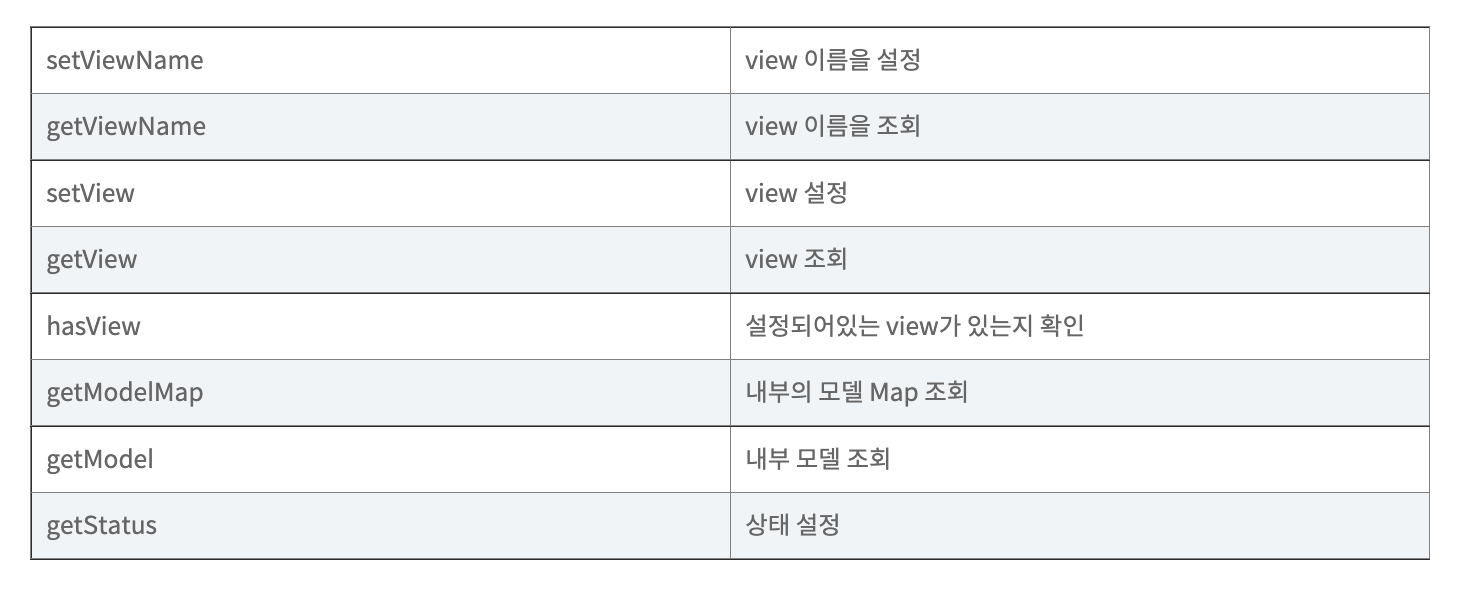 setViewName view 이름을 설정
getViewName view 이름을 조회
setView view 설정
getView view 조회
hasView 설정되어있는 view가 있는지 확인
getModelMap 내부의 모델 Map 조회
getModel 내부 모델 조회
getStatus 상태 설정